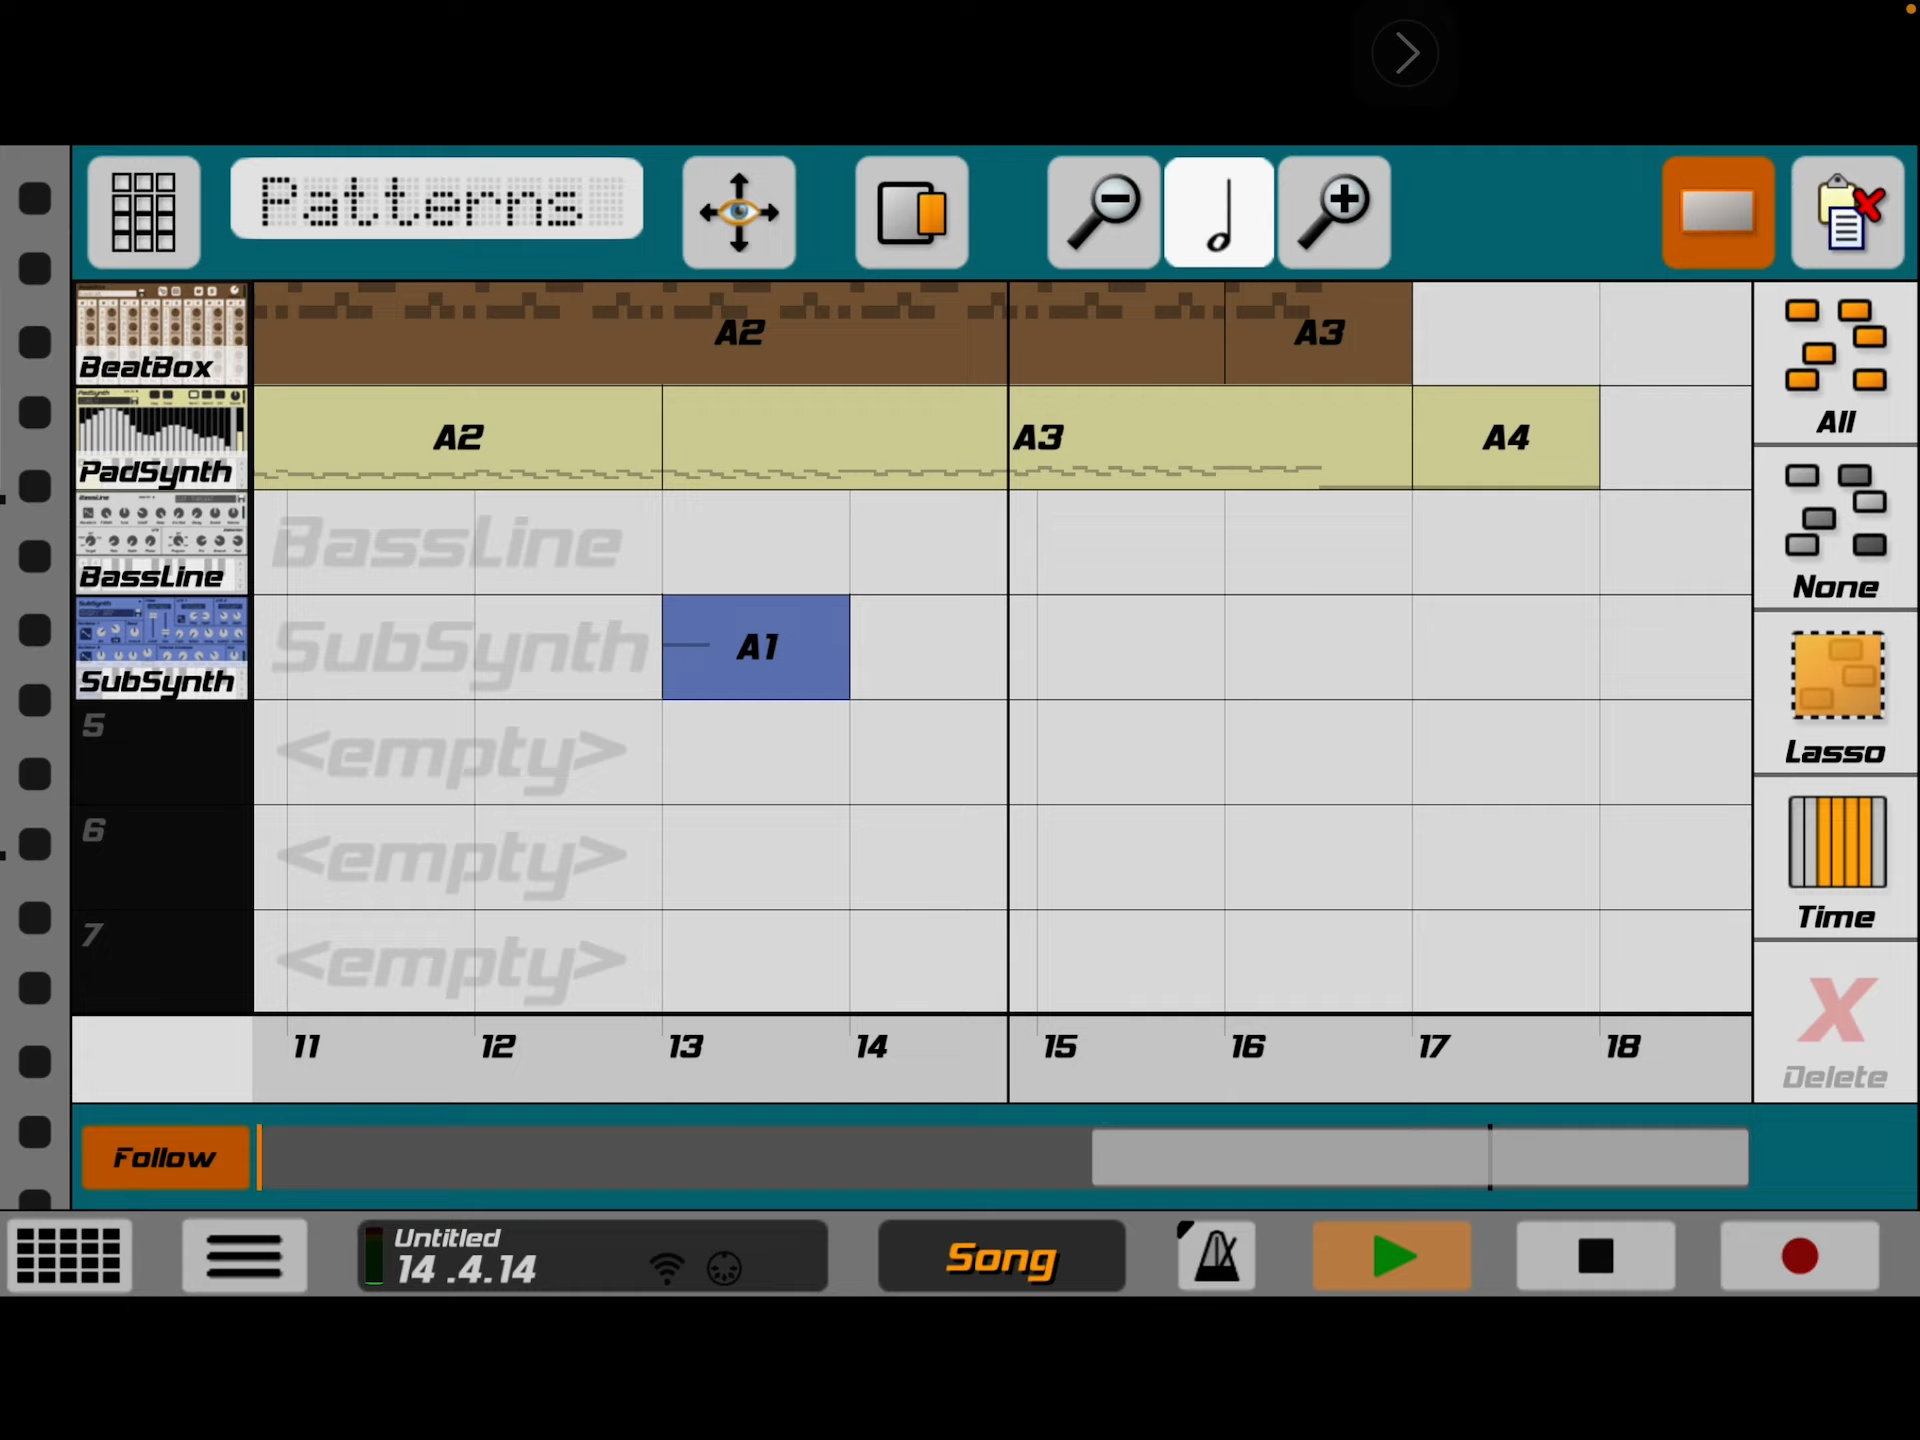 Patterns
BeatBox
A2
A3
All
PadSynth
A2
A3
A4
None
BassLine
BassLine
SubSynth
SubSynth
A1
Lasso
5
<empty>
6
<empty>
Time
7
<empty>
11
12
13
14
15
16
17
18
X
Delete
Follow
Untitled
14 .4.14
Song